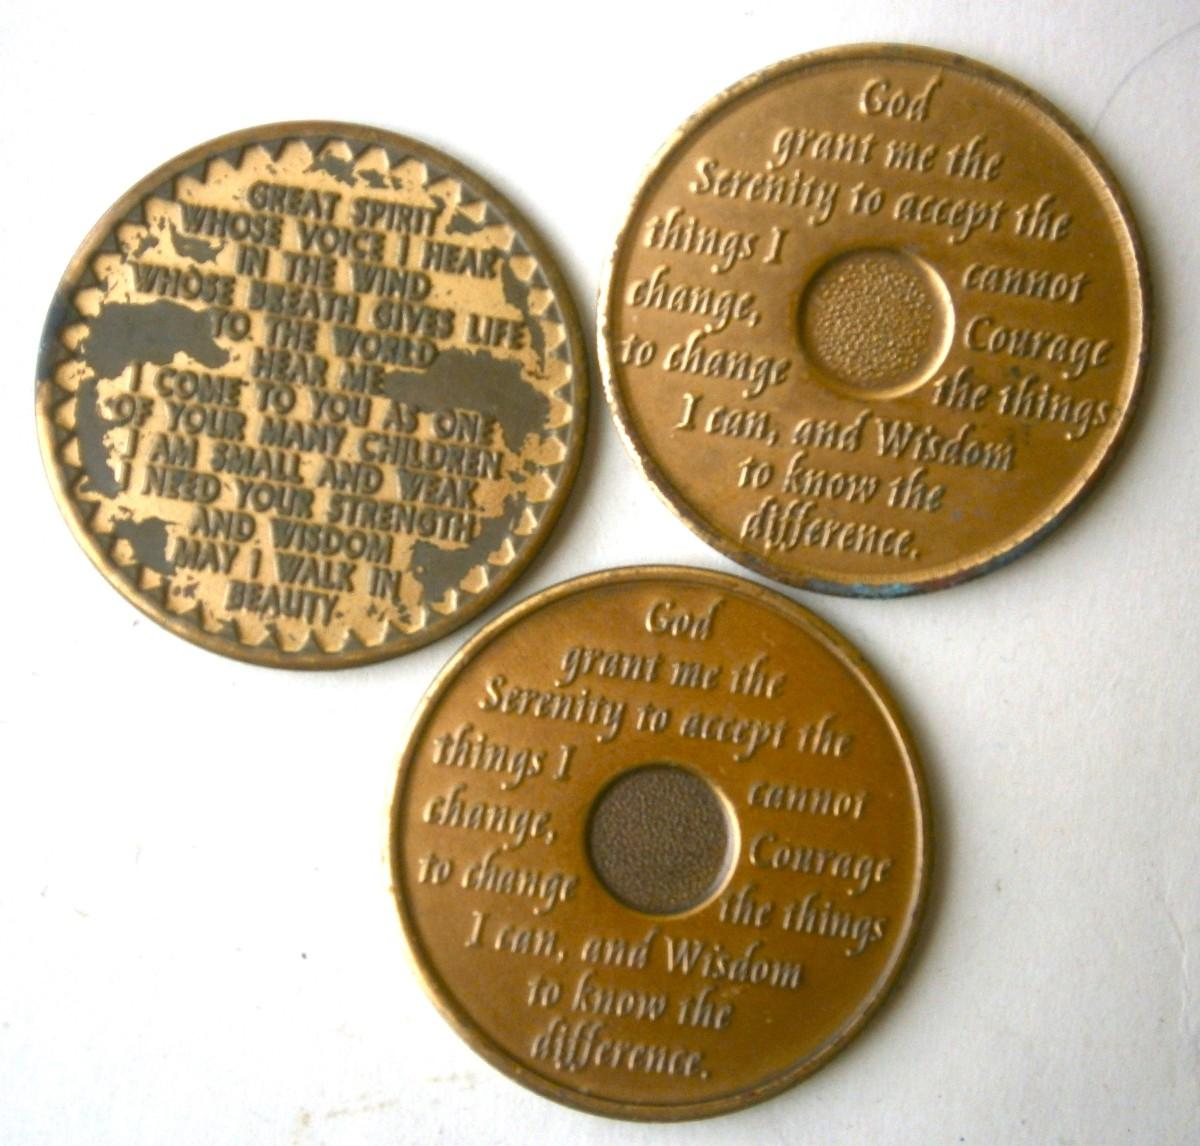 GREAT SPIRIT
WHOSE VOICE I HEAR
IN THE WIND
WHOSE BREATH GIVES LIFE
TO THE WORLD
HEAR ME
I COME TO YOU AS ONE
OF YOUR MANY CHILDREN
I AM SMALL AND WEAK
I NEED YOUR STRENGTH
AND WISDOM
MAY I WALK IN
BEAUTY
God
grant me the
Serenity to accept the
things I cannot
change, Courage
to change the things
I can, and Wisdom
to know the
difference.
God
grant me the
Serenity to accept the
things I cannot
change, Courage
to change the things
I can, and Wisdom
to know the
difference.